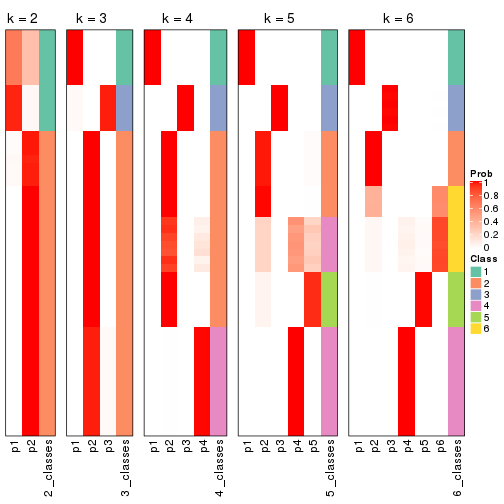 k = 2
k = 3
k = 4
k = 5
k = 6
Prob
1
0.8
0.6
0.4
0.2
0
Class
1
2
3
4
5
6
p1
p2
2_classes
p1
p2
p3
3_classes
p1
p2
p3
p4
4_classes
p1
p2
p3
p4
p5
5_classes
p1
p2
p3
p4
p5
p6
6_classes